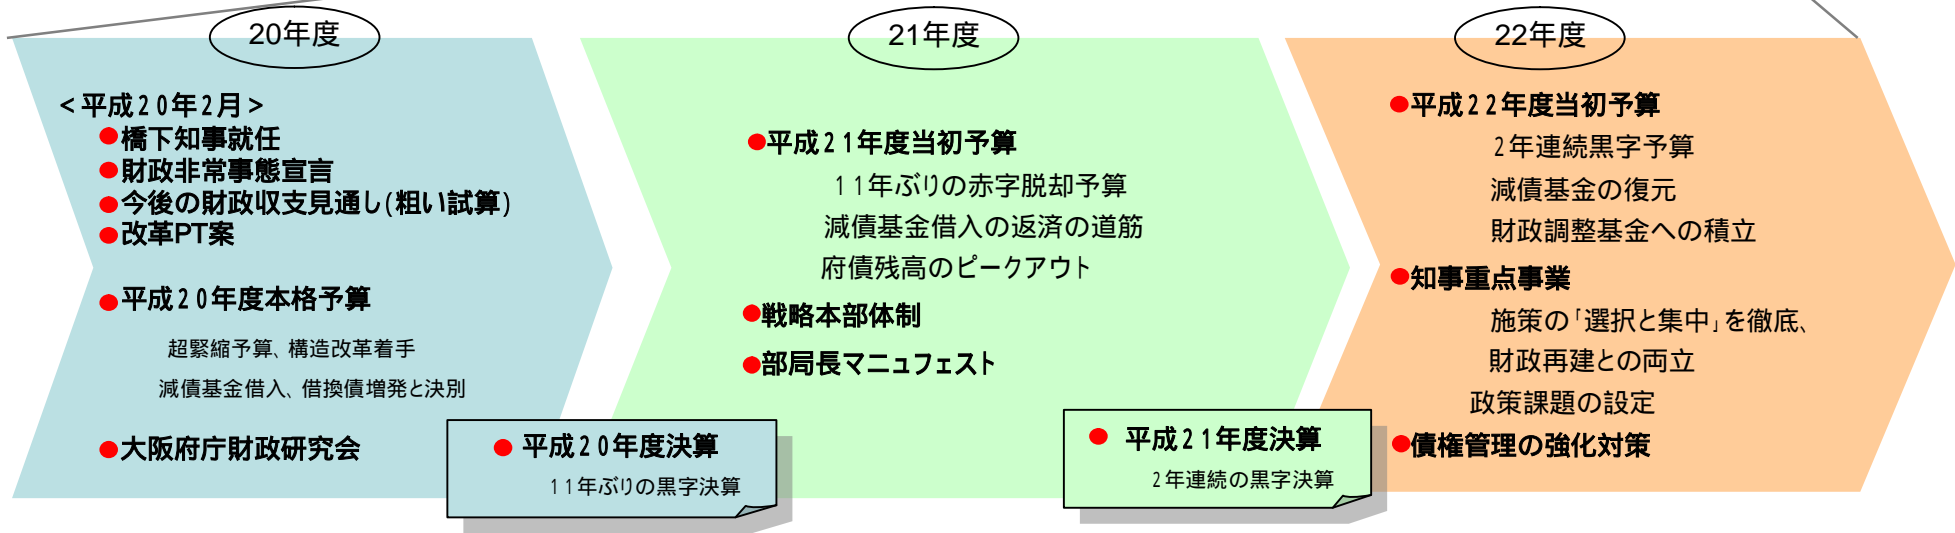 20年度
<平成20年2月>
●橋下知事就任
●財政非常事態宣言
●今後の財政収支見通し(粗い試算)
●改革PT案
●平成20年度本格予算
超緊縮予算、構造改革着手
減債基金借入、借換債増発と決別
●大阪府庁財政研究会
● 平成20年度決算
11年ぶりの黒字決算
21年度
●平成21年度当初予算
11年ぶりの赤字脱却予算
減債基金借入の返済の道筋
府債残高のピークアウト
●戦略本部体制
●部局長マニュフェスト
● 平成21年度決算
2年連続の黒字決算
22年度
●平成22年度当初予算
2年連続黒字予算
減債基金の復元
財政調整基金への積立
●知事重点事業
施策の「選択と集中」を徹底、
財政再建との両立
政策課題の設定
●債権管理の強化対策